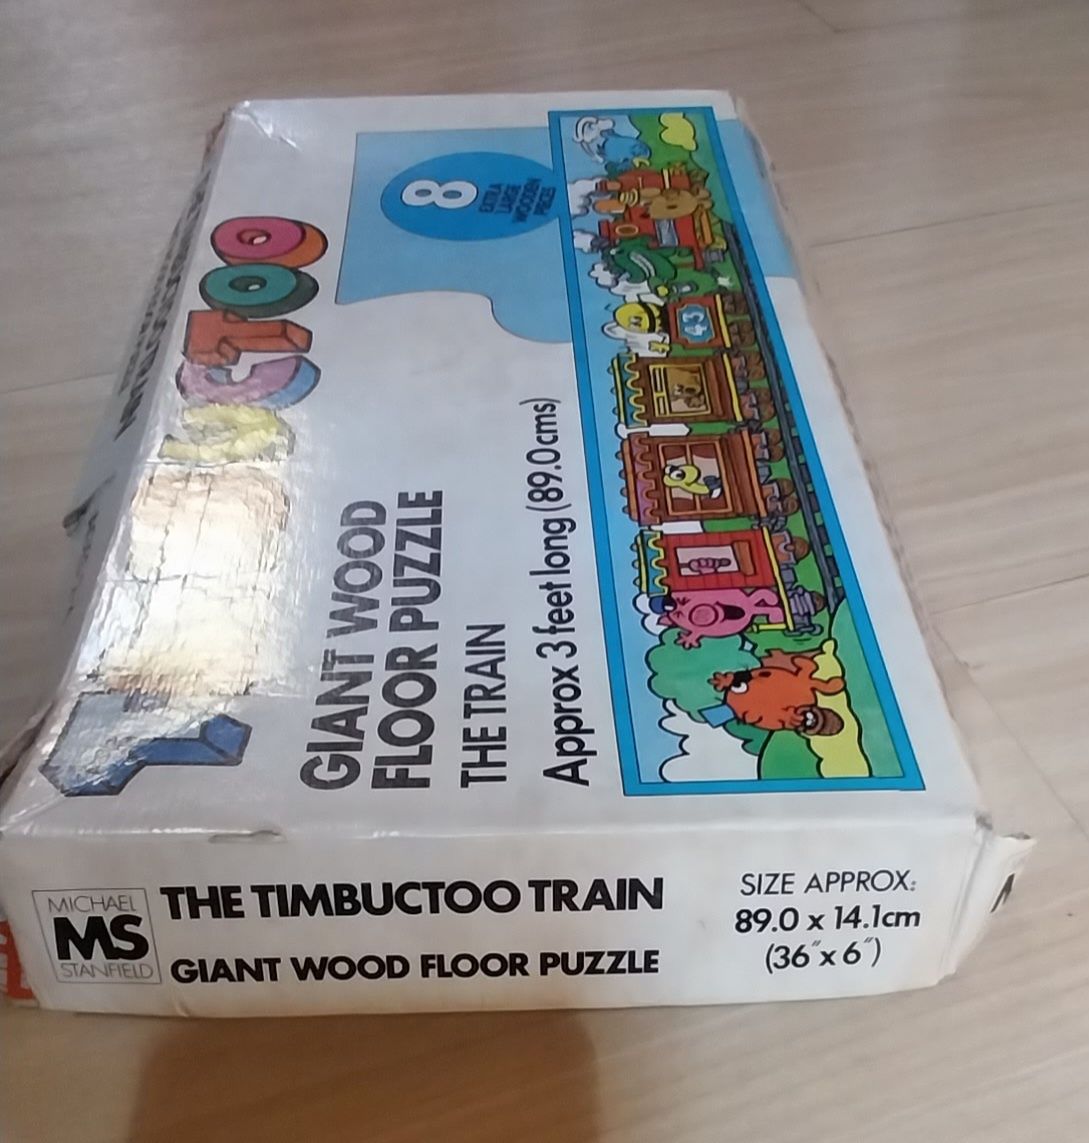 8
EXTRA
LARGE
WOODEN
PIECES
GIANT WOOD
FLOOR PUZZLE
THE TRAIN
Approx 3 feet long (89.0cms)
43
MICHAEL
MS
STANFIELD
THE TIMBUCTOO TRAIN
GIANT WOOD FLOOR PUZZLE
SIZE APPROX:
89.0 x 14.1cm
(36″x 6″)